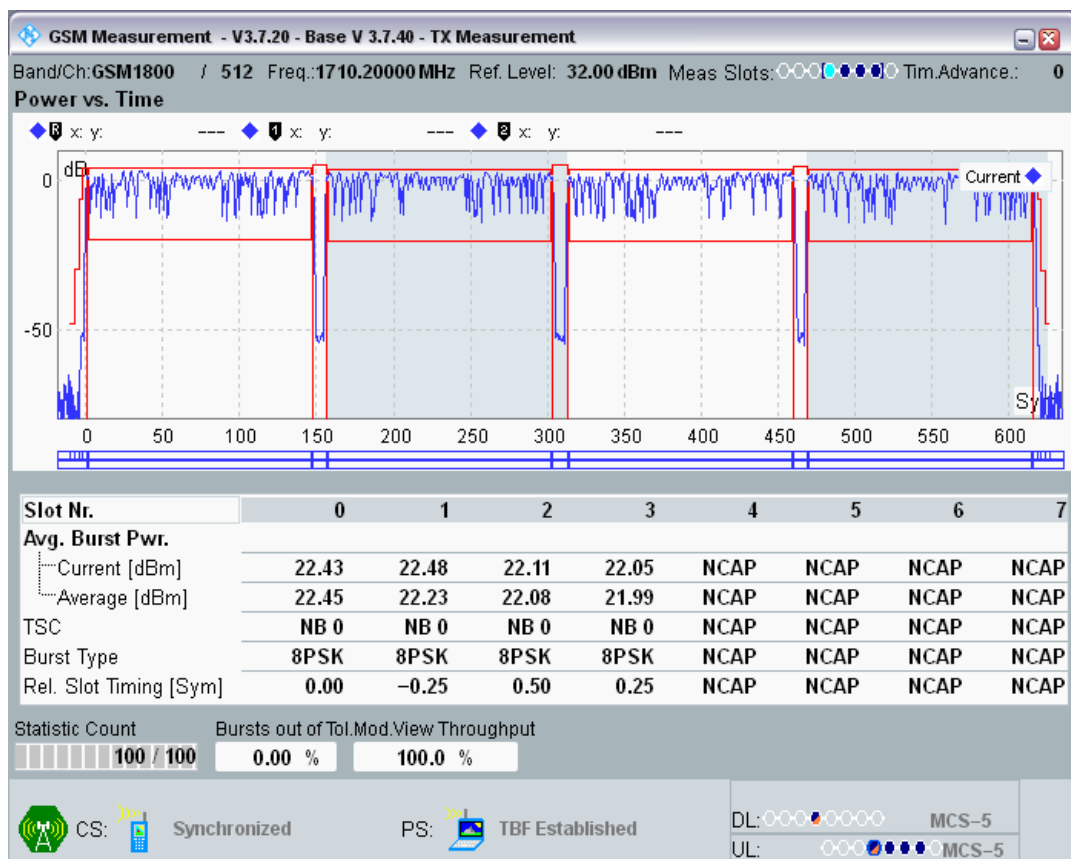 GSM Measurement - V3.7.20 - Base V 3.7.40 - TX Measurement
Band/Ch:GSM1800 / 512 Freq.:1710.20000 MHz Ref. Level: 32.00 dBm Meas Slots: Tim.Advance.: 0
Power vs. Time
R x: y: --- 1 x: y: --- 2 x: y: ---
dB
Current
0
-50
0 50 100 150 200 250 300 350 400 450 500 550 600
Slot Nr. 0 1 2 3 4 5 6 7
Avg. Burst Pwr.
Current [dBm] 22.43 22.48 22.11 22.05 NCAP NCAP NCAP NCAP
Average [dBm] 22.45 22.23 22.08 21.99 NCAP NCAP NCAP NCAP
TSC NB 0 NB 0 NB 0 NB 0 NCAP NCAP NCAP NCAP
Burst Type 8PSK 8PSK 8PSK 8PSK NCAP NCAP NCAP NCAP
Rel. Slot Timing [Sym] 0.00 −0.25 0.50 0.25 NCAP NCAP NCAP NCAP
Statistic Count Bursts out of Tol.Mod.View Throughput
100 / 100 0.00 % 100.0 %
CS: Synchronized PS: TBF Established DL: MCS−5
UL: MCS−5